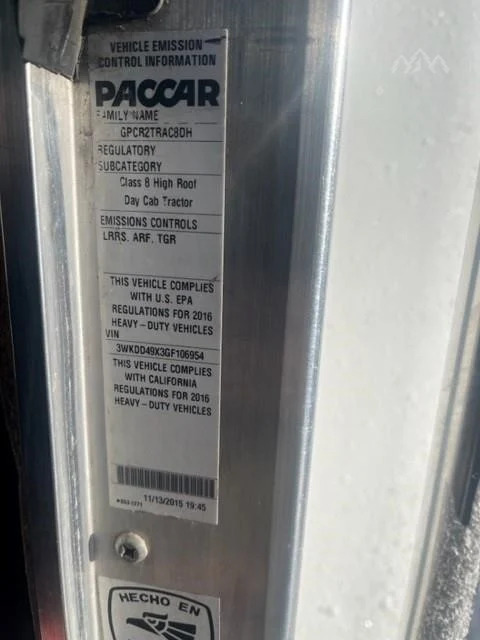 VEHICLE EMISSION
CONTROL INFORMATION
PACCAR
FAMILY NAME
GPCR2TRAC8DH
REGULATORY
SUBCATEGORY
Class 8 High Roof
Day Cab Tractor
EMISSIONS CONTROLS
LRRS. ARF. TGR
THIS VEHICLE COMPLIES
WITH U.S. EPA
REGULATIONS FOR 2016
HEAVY – DUTY VEHICLES
VIN
3WKDD49X3GF106954
THIS VEHICLE COMPLIES
WITH CALIFORNIA
REGULATIONS FOR 2016
HEAVY – DUTY VEHICLES
11/13/2015 19:45
HECHO EN